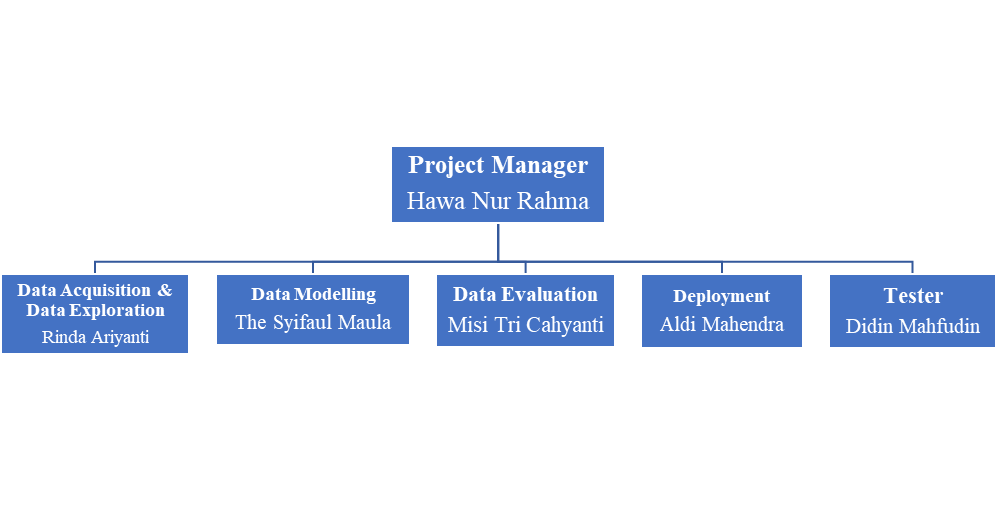 Project Manager
Hawa Nur Rahma
Data Acquisition &
Data Exploration
Rinda Ariyanti
Data Modelling
The Syifaul Maula
Data Evaluation
Misi Tri Cahyanti
Deployment
Aldi Mahendra
Tester
Didin Mahfudin